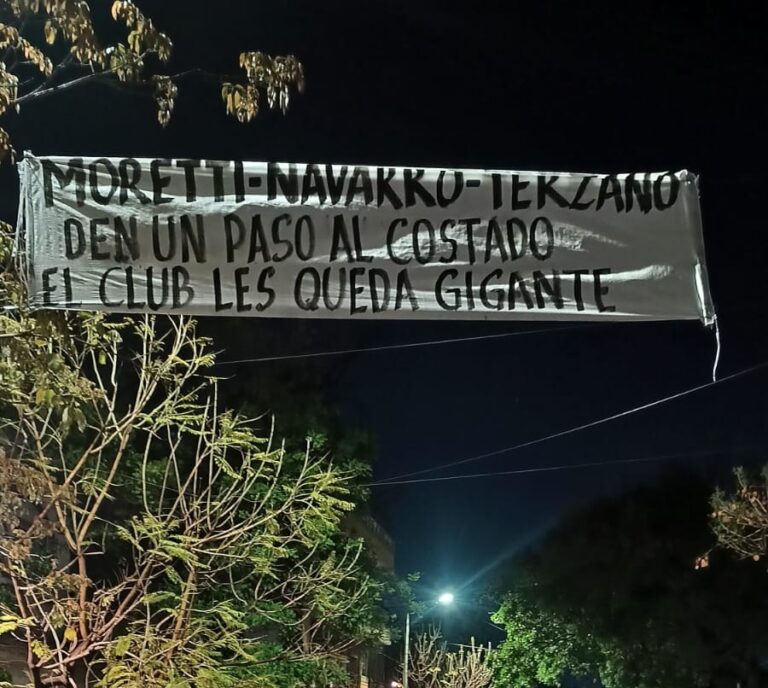 MORETTI-NAVARRO-TERZANO
DEN UN PASO AL COSTADO
EL CLUB LES QUEDA GIGANTE